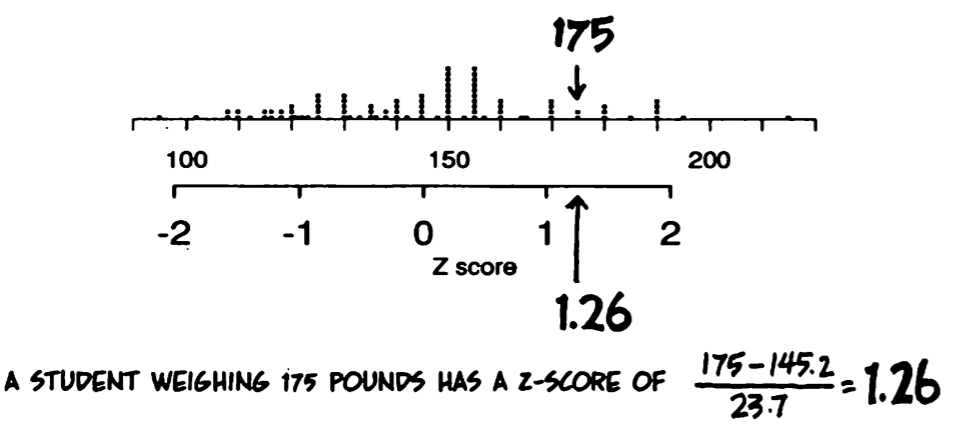 175
100 150 200
-2 -1 0 1 2
Z score
1.26
A STUDENT WEIGHING 175 POUNDS HAS A Z-SCORE OF 175-145.2 / 23.7 = 1.26